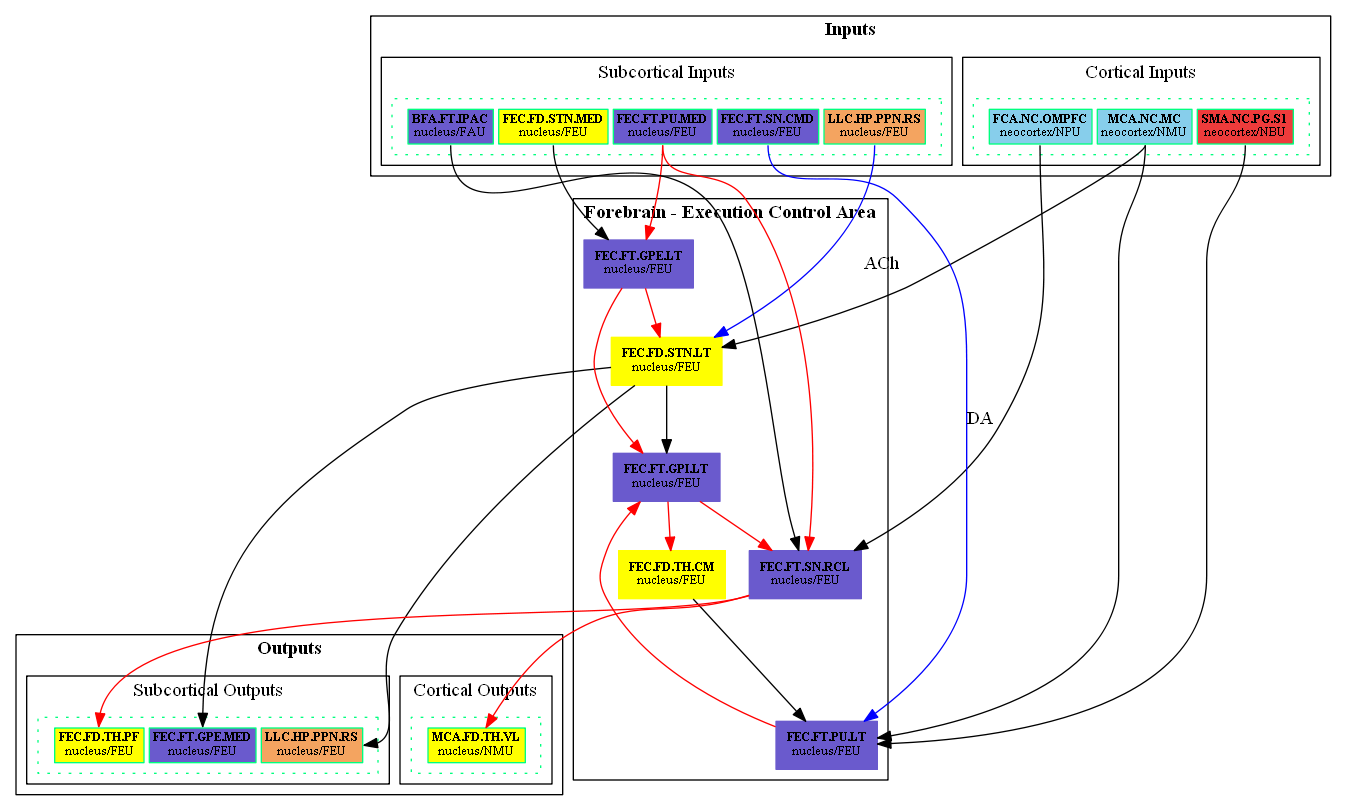 Inputs
Subcortical Inputs
Cortical Inputs
BFA.FT.IPAC
nucleus/FAU
FEC.FD.STN.MED
nucleus/FEU
FEC.FT.PU.MED
nucleus/FEU
FEC.FT.SN.CMD
nucleus/FEU
LLC.HP.PPN.RS
nucleus/FEU
FCA.NC.OMPFC
neocortex/NPU
MCA.NC.MC
neocortex/NMU
SMA.NC.PG.S1
neocortex/NBU
Forebrain - Execution Control Area
FEC.FT.GPE.LT
nucleus/FEU
ACh
FEC.FD.STN.LT
nucleus/FEU
DA
FEC.FT.GPI.LT
nucleus/FEU
FEC.FD.TH.CM
nucleus/FEU
FEC.FT.SN.RCL
nucleus/FEU
FEC.FT.PU.LT
nucleus/FEU
Outputs
Subcortical Outputs
Cortical Outputs
FEC.FD.TH.PF
nucleus/FEU
FEC.FT.GPE.MED
nucleus/FEU
LLC.HP.PPN.RS
nucleus/FEU
MCA.FD.TH.VL
nucleus/NMU